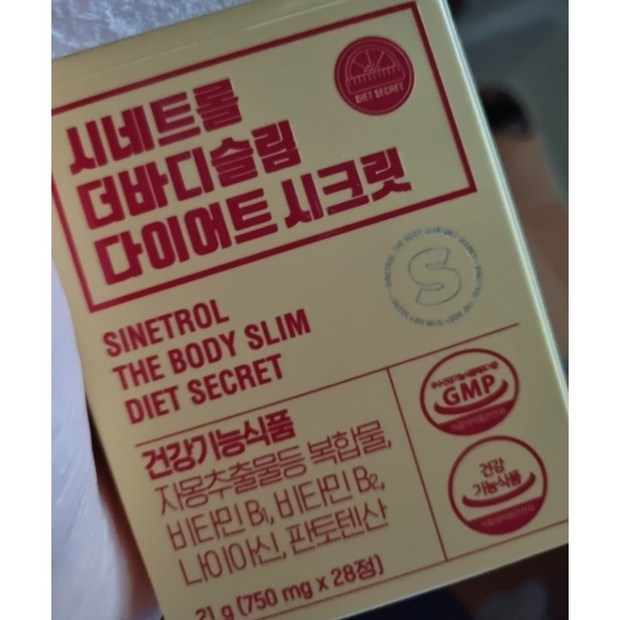 시네트롤
더바디슬림
다이어트 시크릿
DIET SECRET
S
SINETROL
THE BODY SLIM
DIET SECRET
건강기능식품
자몽추출물등 복합물,
비타민 B₁, 비타민 B₂,
나이아신, 판토텐산
21 g (750 mg x 28정)
GMP
건강
기능식품